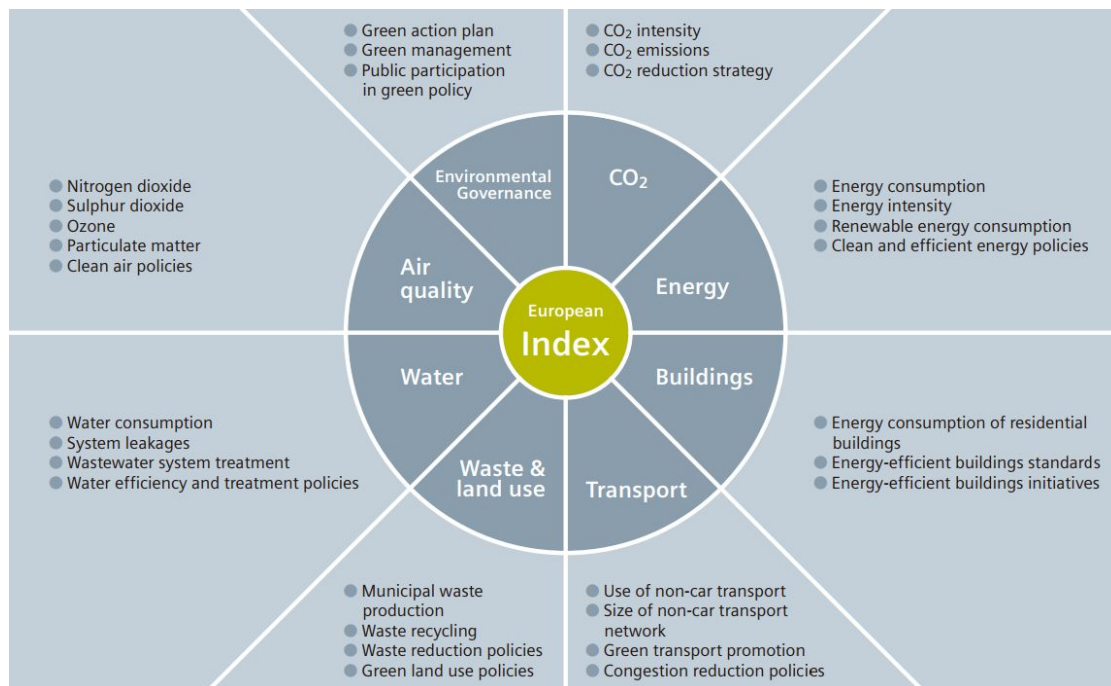 Green action plan
Green management
Public participation
in green policy
CO₂ intensity
CO₂ emissions
CO₂ reduction strategy
Nitrogen dioxide
Sulphur dioxide
Ozone
Particulate matter
Clean air policies
Environmental
Governance
CO₂
Energy consumption
Energy intensity
Renewable energy consumption
Clean and efficient energy policies
Air
quality
Energy
European
Index
Water
Buildings
Water consumption
System leakages
Wastewater system treatment
Water efficiency and treatment policies
Waste &
land use
Transport
Energy consumption of residential
buildings
Energy-efficient buildings standards
Energy-efficient buildings initiatives
Municipal waste
production
Waste recycling
Waste reduction policies
Green land use policies
Use of non-car transport
Size of non-car transport
network
Green transport promotion
Congestion reduction policies